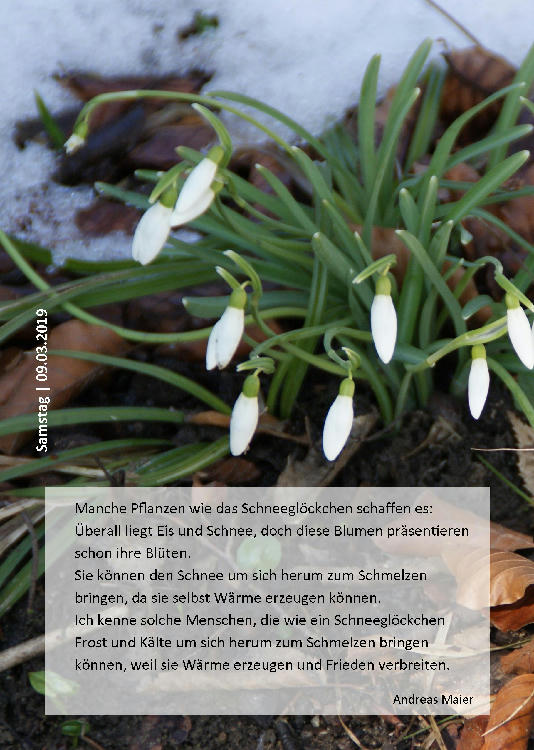 Samstag | 09.03.2019
Manche Pflanzen wie das Schneeglöckchen schaffen es:
Überall liegt Eis und Schnee, doch diese Blumen präsentieren
schon ihre Blüten.
Sie können den Schnee um sich herum zum Schmelzen
bringen, da sie selbst Wärme erzeugen können.
Ich kenne solche Menschen, die wie ein Schneeglöckchen
Frost und Kälte um sich herum zum Schmelzen bringen
können, weil sie Wärme erzeugen und Frieden verbreiten.
Andreas Maier